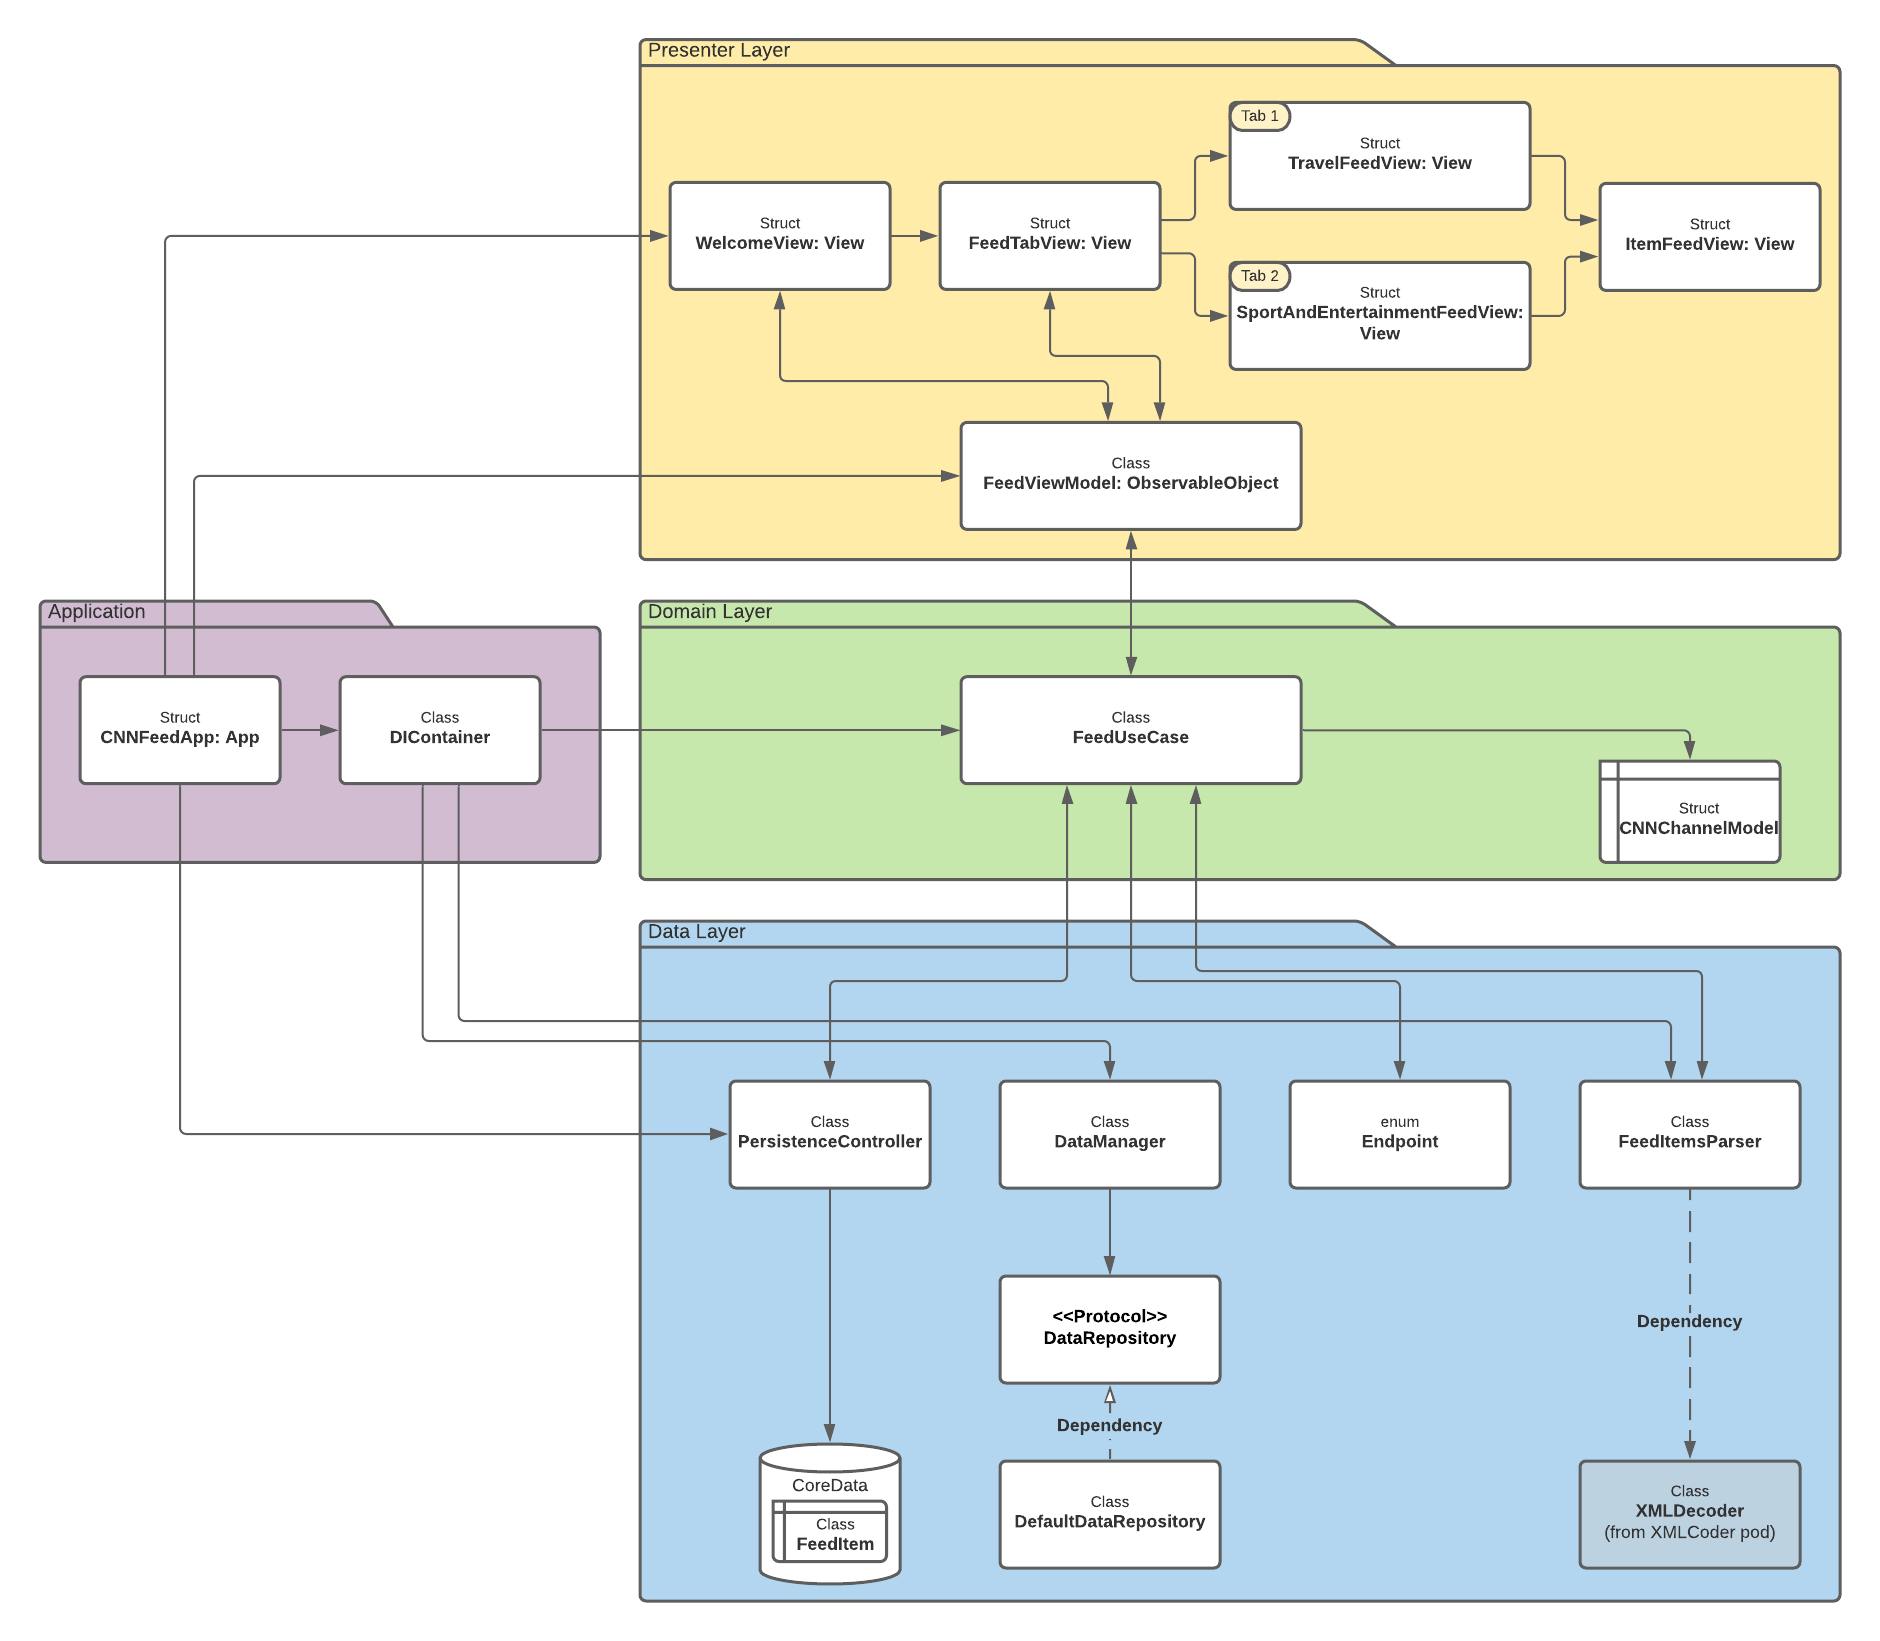 Presenter Layer
Tab 1
Struct
TravelFeedView: View
Struct
WelcomeView: View
Struct
FeedTabView: View
Struct
ItemFeedView: View
Tab 2
Struct
SportAndEntertainmentFeedView:
View
Class
FeedViewModel: ObservableObject
Application
Struct
CNNFeedApp: App
Class
DIContainer
Domain Layer
Class
FeedUseCase
Struct
CNNChannelModel
Data Layer
Class
PersistenceController
Class
DataManager
enum
Endpoint
Class
FeedItemsParser
<<Protocol>>
DataRepository
Dependency
Dependency
CoreData
Class
FeedItem
Class
DefaultDataRepository
Class
XMLDecoder
(from XMLCoder pod)